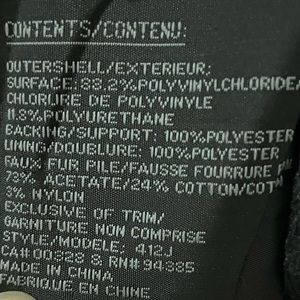 CONTENTS/CONTENU:
OUTERSHELL/EXTERIEUR:
SURFACE: 88.2%POLYVINYLCHLORIDE/
CHLORURE DE POLYVINYLE
11.8%POLYURETHANE
BACKING/SUPPORT: 100%POLYESTER
LINING/DOUBLURE: 100%POLYESTER
FAUX FUR PILE/FAUSSE FOURRURE
73% ACETATE/24% COTTON/COT
3% NYLON
EXCLUSIVE OF TRIM/
GARNITURE NON COMPRISE
STYLE/MODELE: 412J
CA# 00328 & RN# 94385
MADE IN CHINA
FABRIQUE EN CHINE